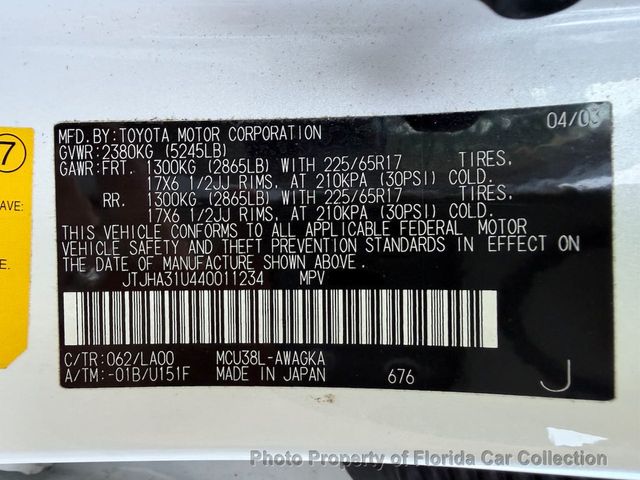 04/03
MFD.BY:TOYOTA MOTOR CORPORATION
GVWR:2380KG (5245LB)
GAWR:FRT. 1300KG (2865LB) WITH 225/65R17 TIRES.
17X6 1/2JJ RIMS. AT 210KPA (30PSI) COLD.
RR. 1300KG (2865LB) WITH 225/65R17 TIRES.
17X6 1/2JJ RIMS. AT 210KPA (30PSI) COLD.
THIS VEHICLE CONFORMS TO ALL APPLICABLE FEDERAL MOTOR
VEHICLE SAFETY AND THEFT PREVENTION STANDARDS IN EFFECT ON
THE DATE OF MANUFACTURE SHOWN ABOVE.
JTJHA31U440011234 MPV
C/TR:062/LA00 MCU38L-AWAGKA
A/TM:-01B/U151F MADE IN JAPAN 676 J
7
AVE:
E.
Photo Property of Florida Car Collection